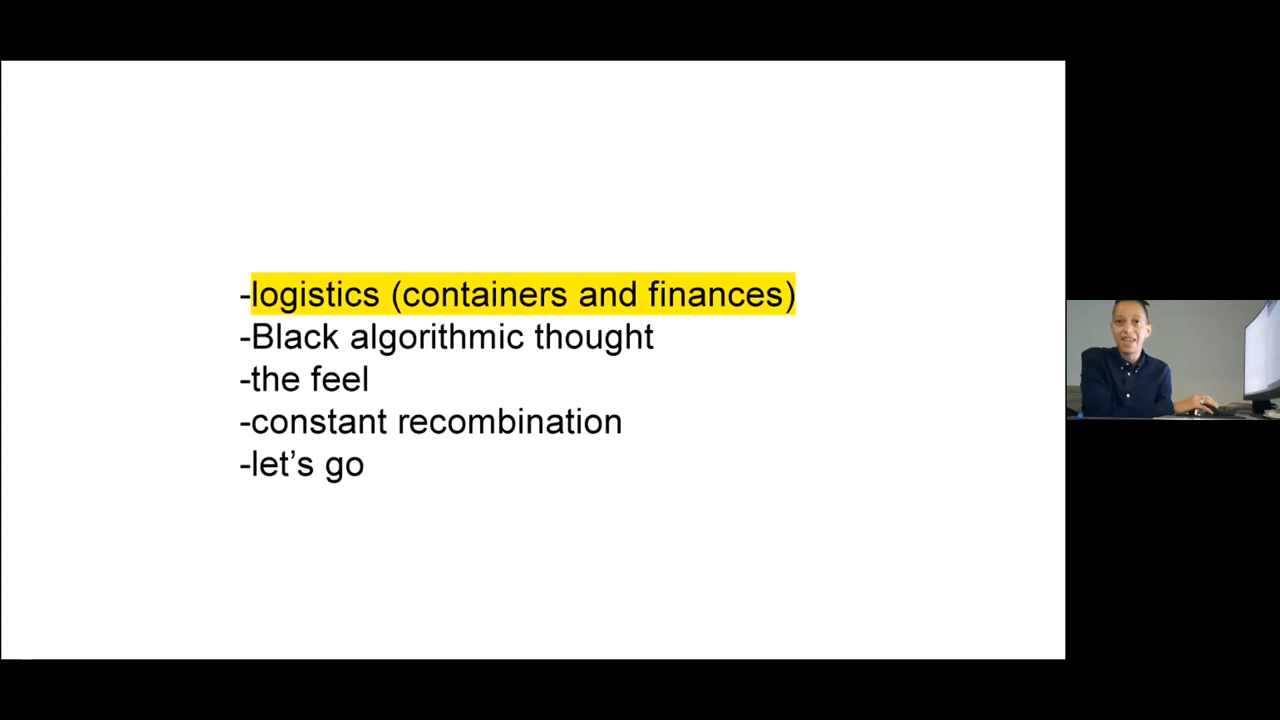 -logistics (containers and finances)
-Black algorithmic thought
-the feel
-constant recombination
-let’s go